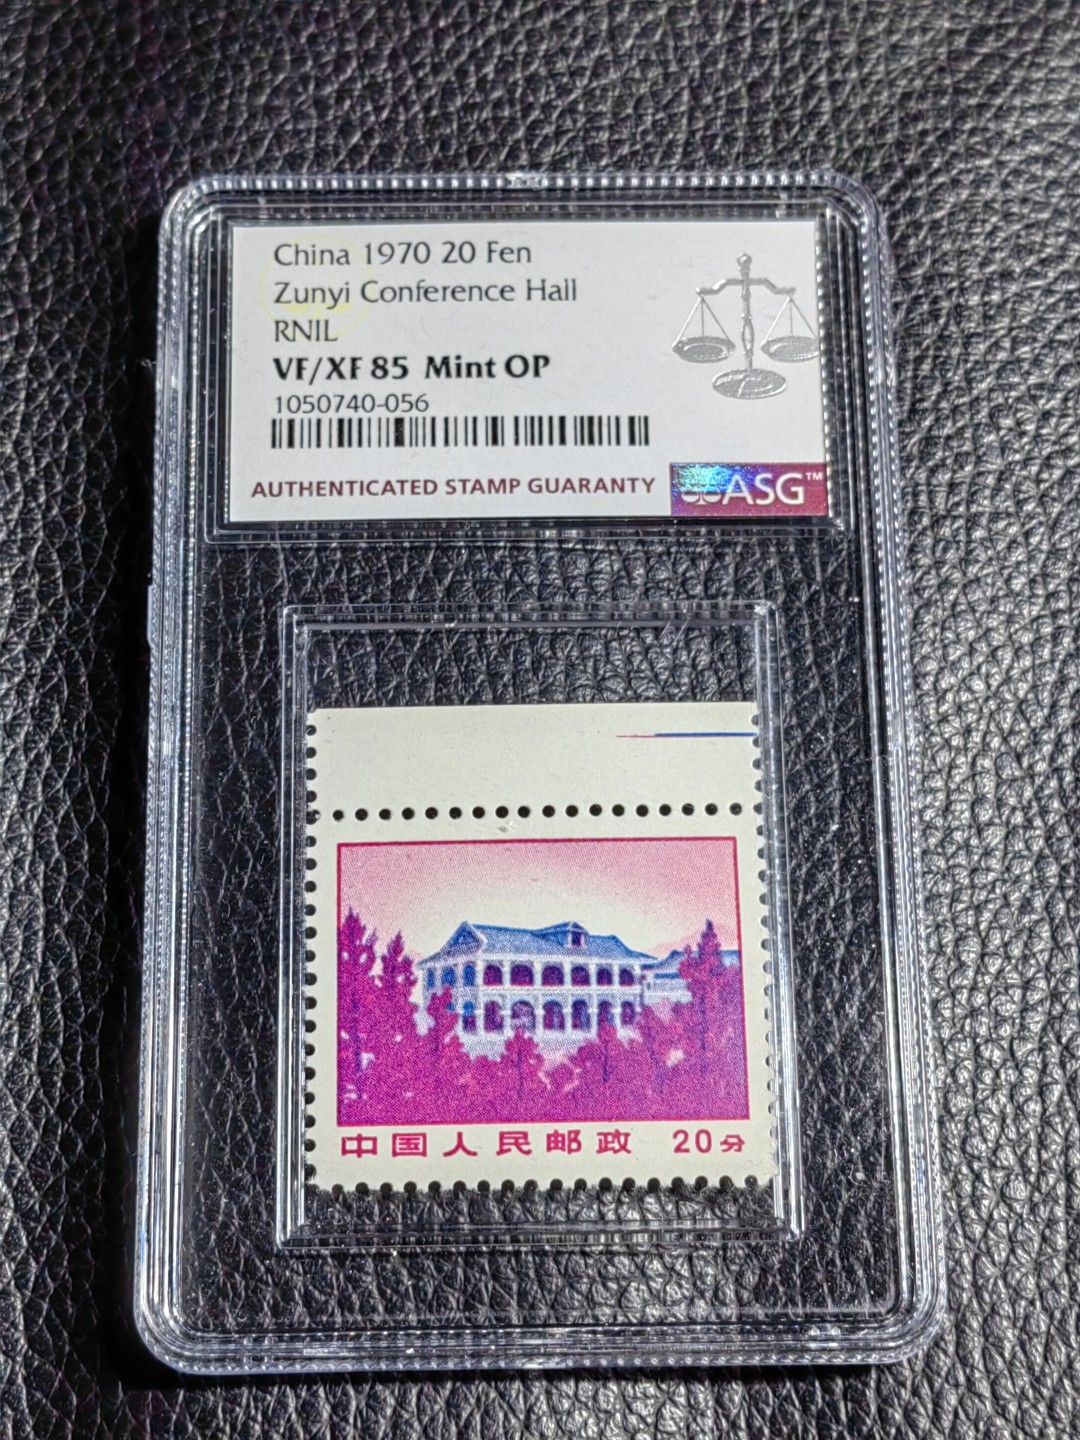 China 1970 20 Fen
Zunyi Conference Hall
RNIL
VF/XF 85 Mint OP
1050740-056
AUTHENTICATED STAMP GUARANTY
ASG™
中国人民邮政 20分